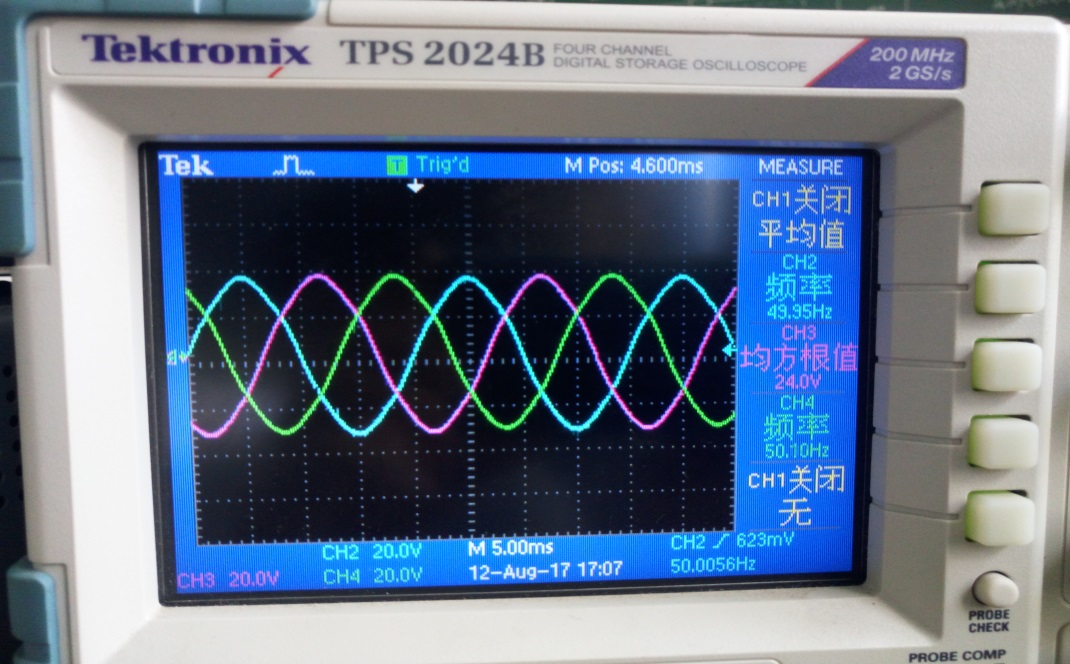 Tektronix TPS 2024B FOUR CHANNEL
DIGITAL STORAGE OSCILLOSCOPE
200 MHz
2 GS/s
Tek T Trig'd M Pos: 4.600ms MEASURE
CH1关闭
平均值
CH2
频率
49.95Hz
CH3
均方根值
24.0V
CH4
频率
50.10Hz
CH1关闭
无
CH2 20.0V M 5.00ms CH2 623mV
CH3 20.0V CH4 20.0V 12-Aug-17 17:07 50.0056Hz
PROBE
CHECK
PROBE COMP